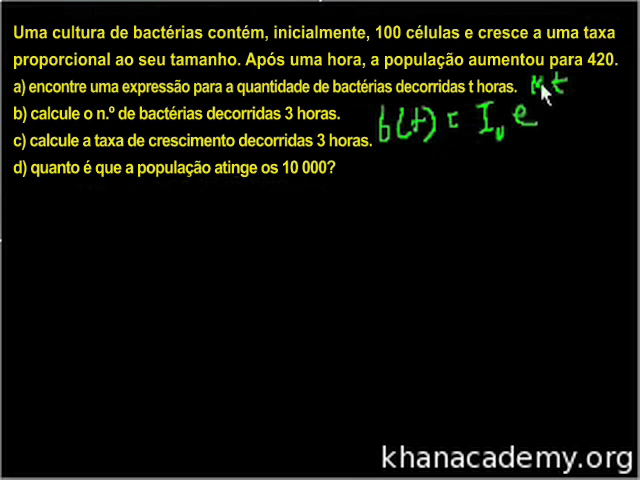 Uma cultura de bactérias contém, inicialmente, 100 células e cresce a uma taxa
proporcional ao seu tamanho. Após uma hora, a população aumentou para 420.
a) encontre uma expressão para a quantidade de bactérias decorridas t horas.
b) calcule o n.º de bactérias decorridas 3 horas.
c) calcule a taxa de crescimento decorridas 3 horas.
d) quanto é que a população atinge os 10 000?
b(t) = I₀ e^kt
khanacademy.org